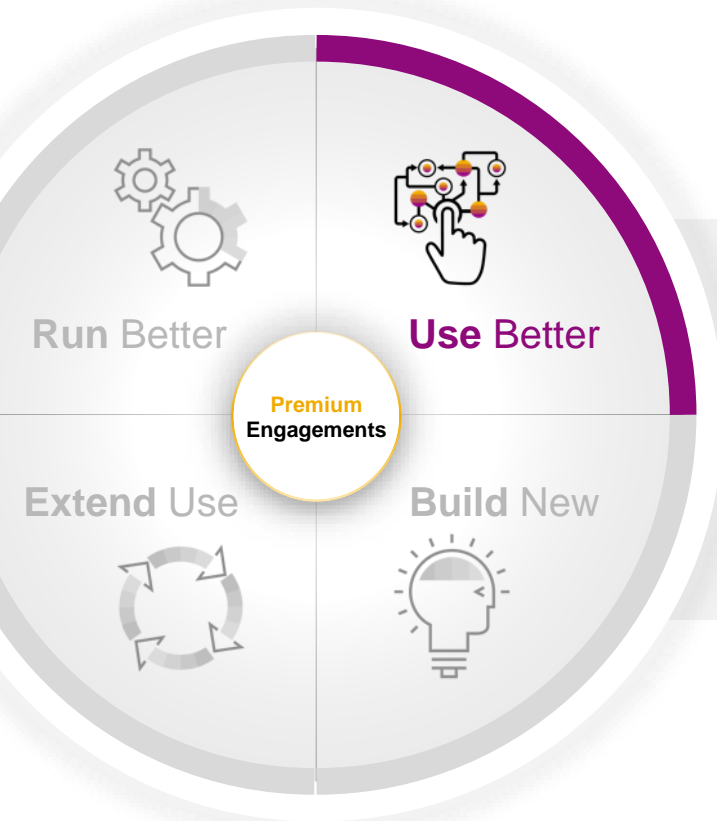 Run Better
Use Better
Premium
Engagements
Extend Use
Build New